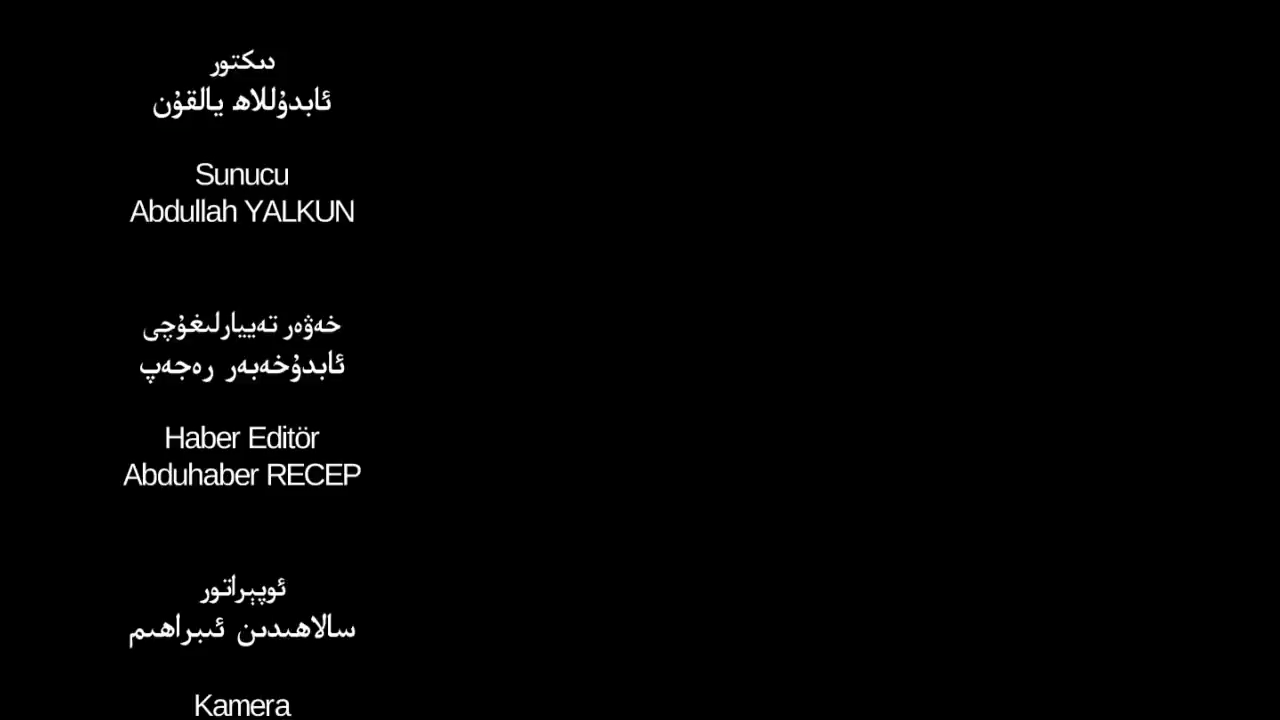 دىكتور
ئابدۇللاھ يالقۇن
Sunucu
Abdullah YALKUN
خەۋەر تەييارلىغۇچى
ئابدۇخەبەر رەجەپ
Haber Editör
Abduhaber RECEP
ئوپېراتور
سالاھىدىن ئىبراھىم
Kamera